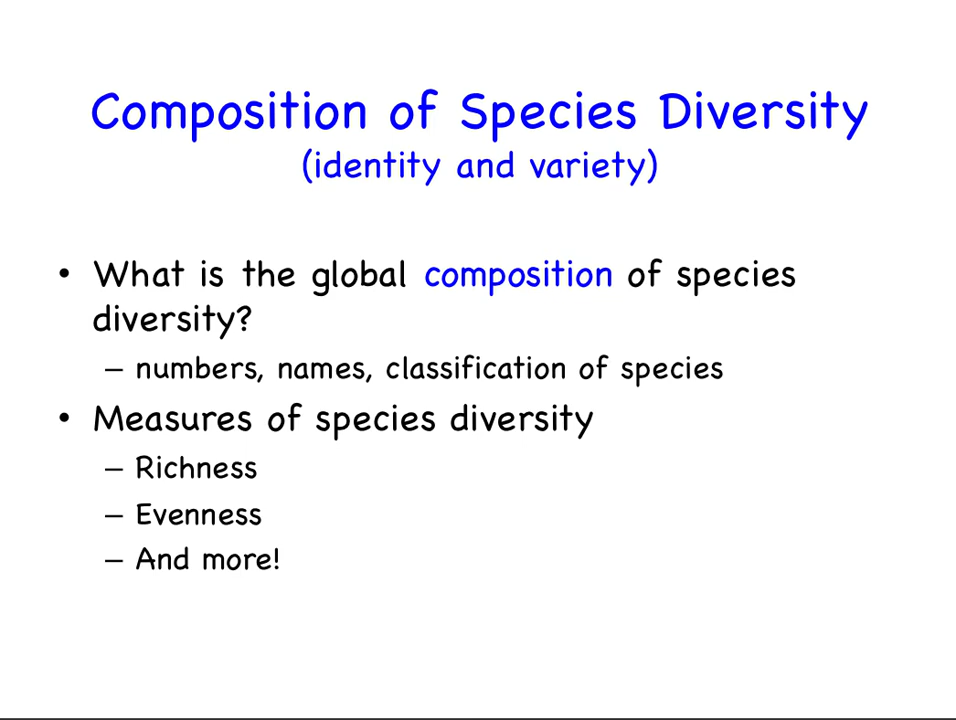 Composition of Species Diversity
(identity and variety)
• What is the global composition of species
diversity?
– numbers, names, classification of species
• Measures of species diversity
– Richness
– Evenness
– And more!